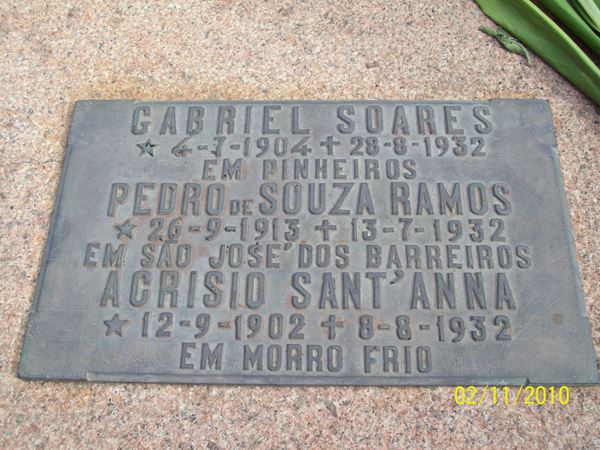 GABRIEL SOARES
☆ 4-7-1904 ✝ 28-8-1932
EM PINHEIROS
PEDRO DE SOUZA RAMOS
★ 26-9-1913 ✝ 13-7-1932
EM SÃO JOSÉ DOS BARREIROS
ACRISIO SANT'ANNA
★ 12-9-1902 ✝ 8-8-1932
EM MORRO FRIO
02/11/2010